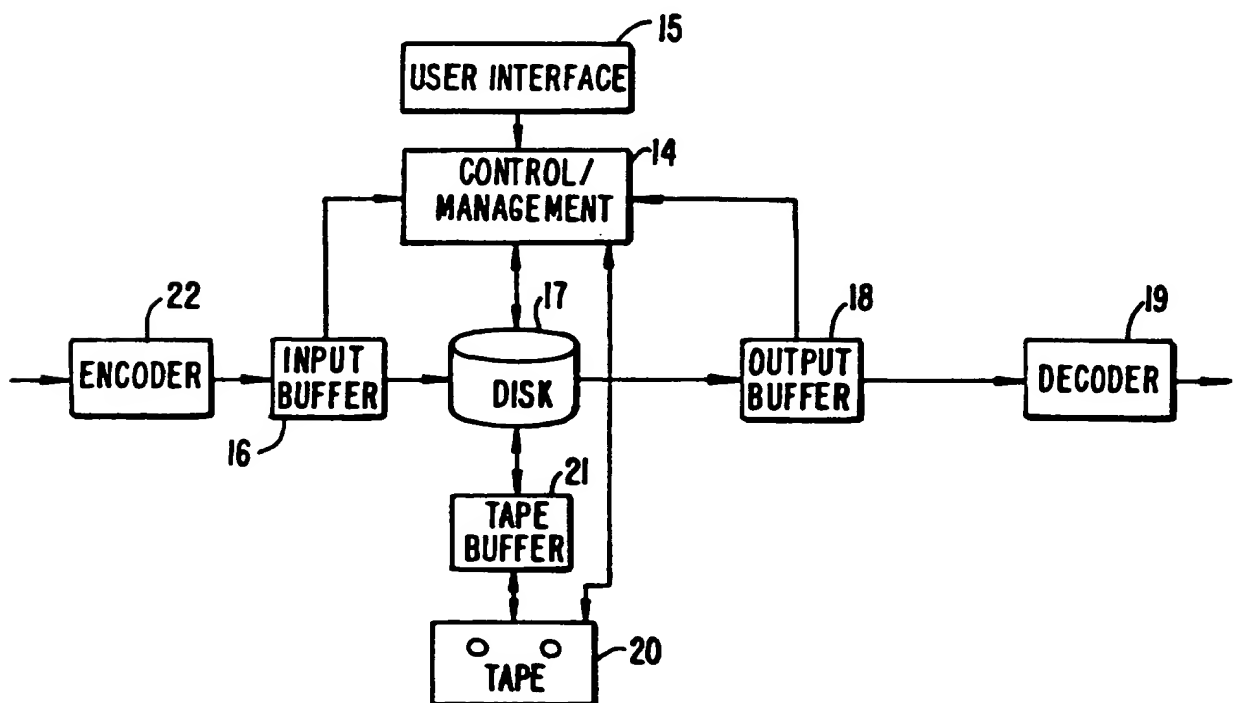 15
USER INTERFACE
14
CONTROL/
MANAGEMENT
22
ENCODER
INPUT
BUFFER
16
17
DISK
18
OUTPUT
BUFFER
19
DECODER
21
TAPE
BUFFER
20
TAPE